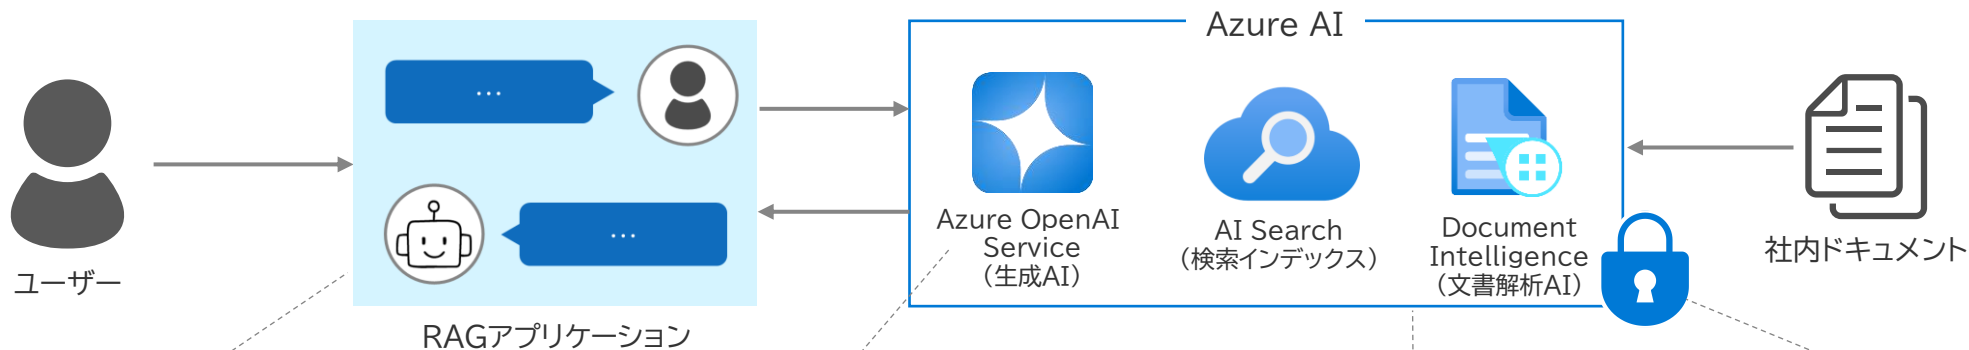 Azure AI
…
…
ユーザー
RAGアプリケーション
Azure OpenAI
Service
（生成AI）
AI Search
（検索インデックス）
Document
Intelligence
（文書解析AI）
社内ドキュメント